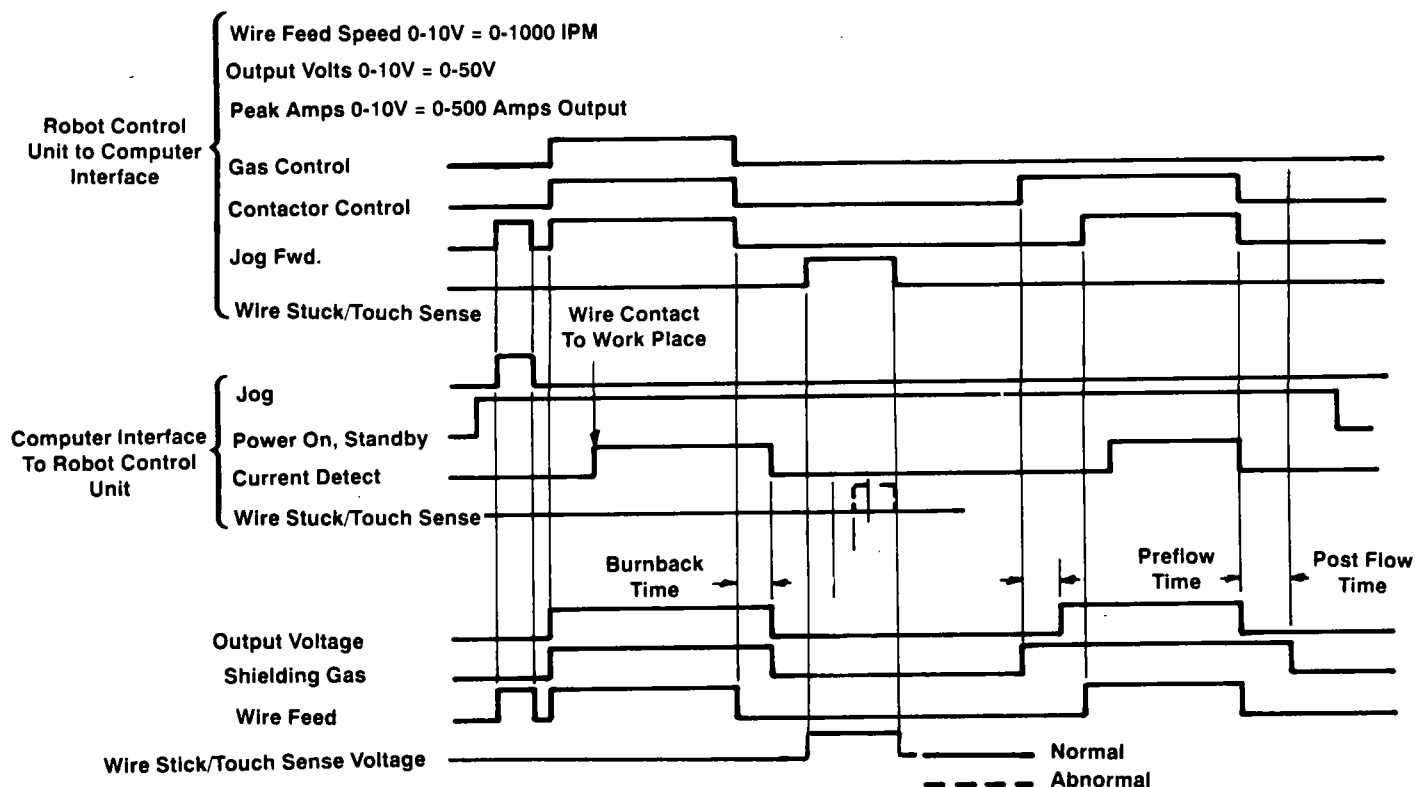 Wire Feed Speed 0-10V = 0-1000 IPM
Output Volts 0-10V = 0-50V
Peak Amps 0-10V = 0-500 Amps Output
Robot Control
Unit to Computer
Interface
Gas Control
Contactor Control
Jog Fwd.
Wire Stuck/Touch Sense
Wire Contact
To Work Place
Computer Interface
To Robot Control
Unit
Jog
Power On, Standby
Current Detect
Wire Stuck/Touch Sense
Burnback
Time
Preflow
Time
Post Flow
Time
Output Voltage
Shielding Gas
Wire Feed
Wire Stick/Touch Sense Voltage
Normal
Abnormal